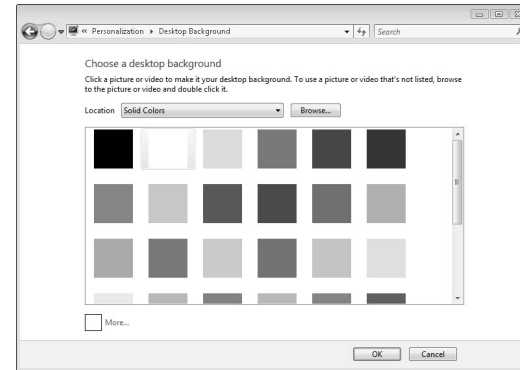 « Personalization ▸ Desktop Background
Search
Choose a desktop background
Click a picture or video to make it your desktop background. To use a picture or video that's not listed, browse
to the picture or video and double click it.
Location Solid Colors Browse...
More...
OK Cancel